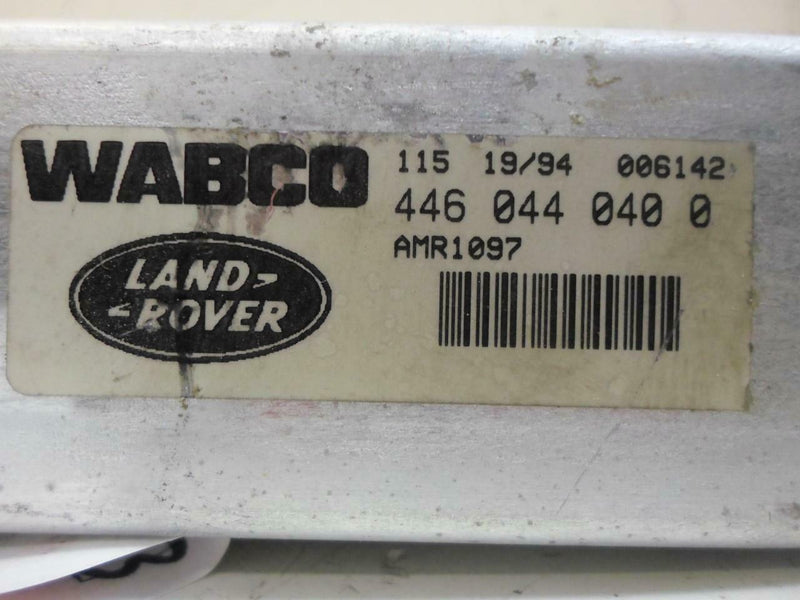 WABCO
115 19/94 006142
446 044 040 0
AMR1097
LAND
ROVER